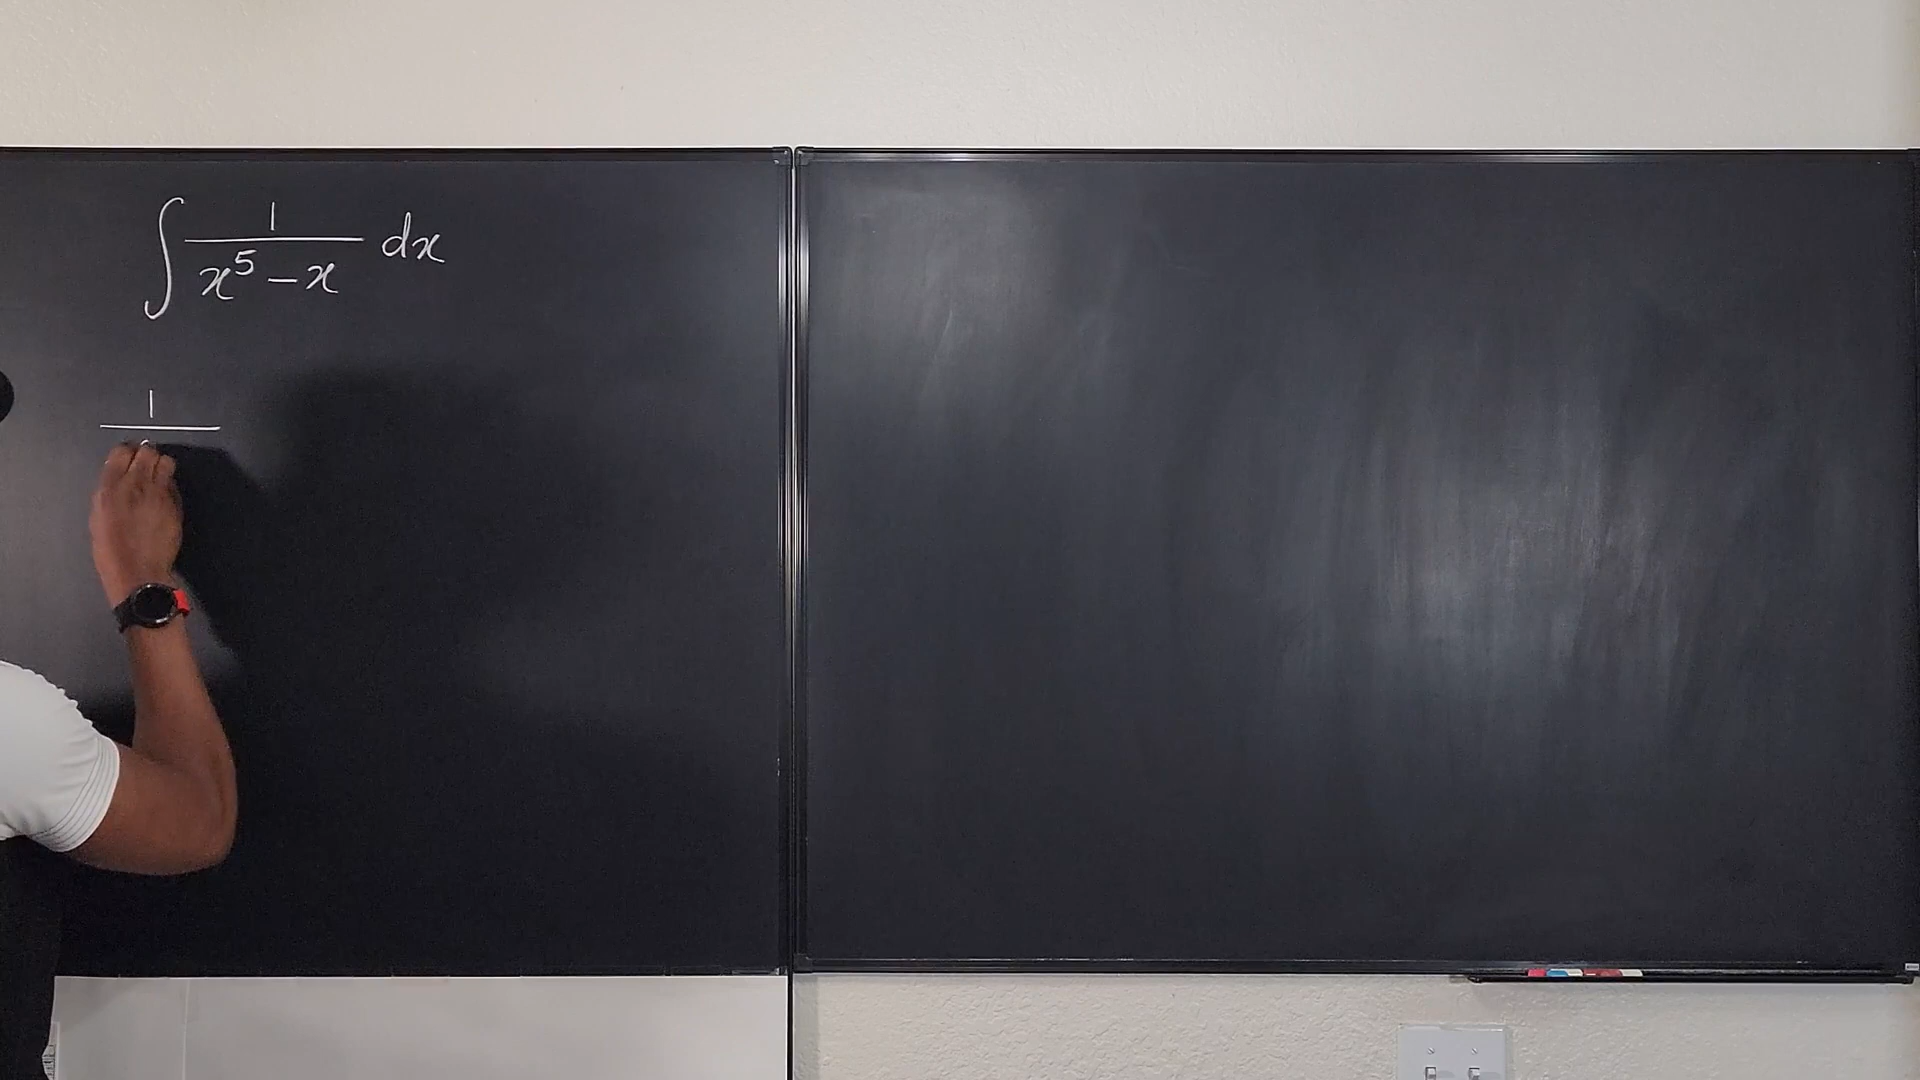 ∫ 1/(x⁵ − x) dx
1